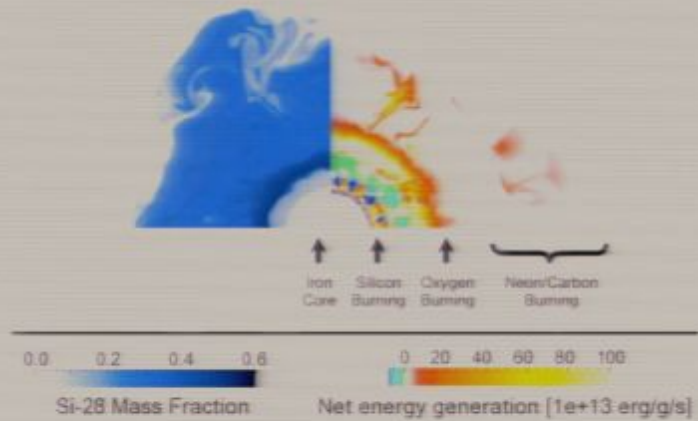 Iron Core
Silicon Burning
Oxygen Burning
Neon/Carbon Burning
0.0 0.2 0.4 0.6
Si-28 Mass Fraction
0 20 40 60 80 100
Net energy generation [1e+13 erg/g/s]